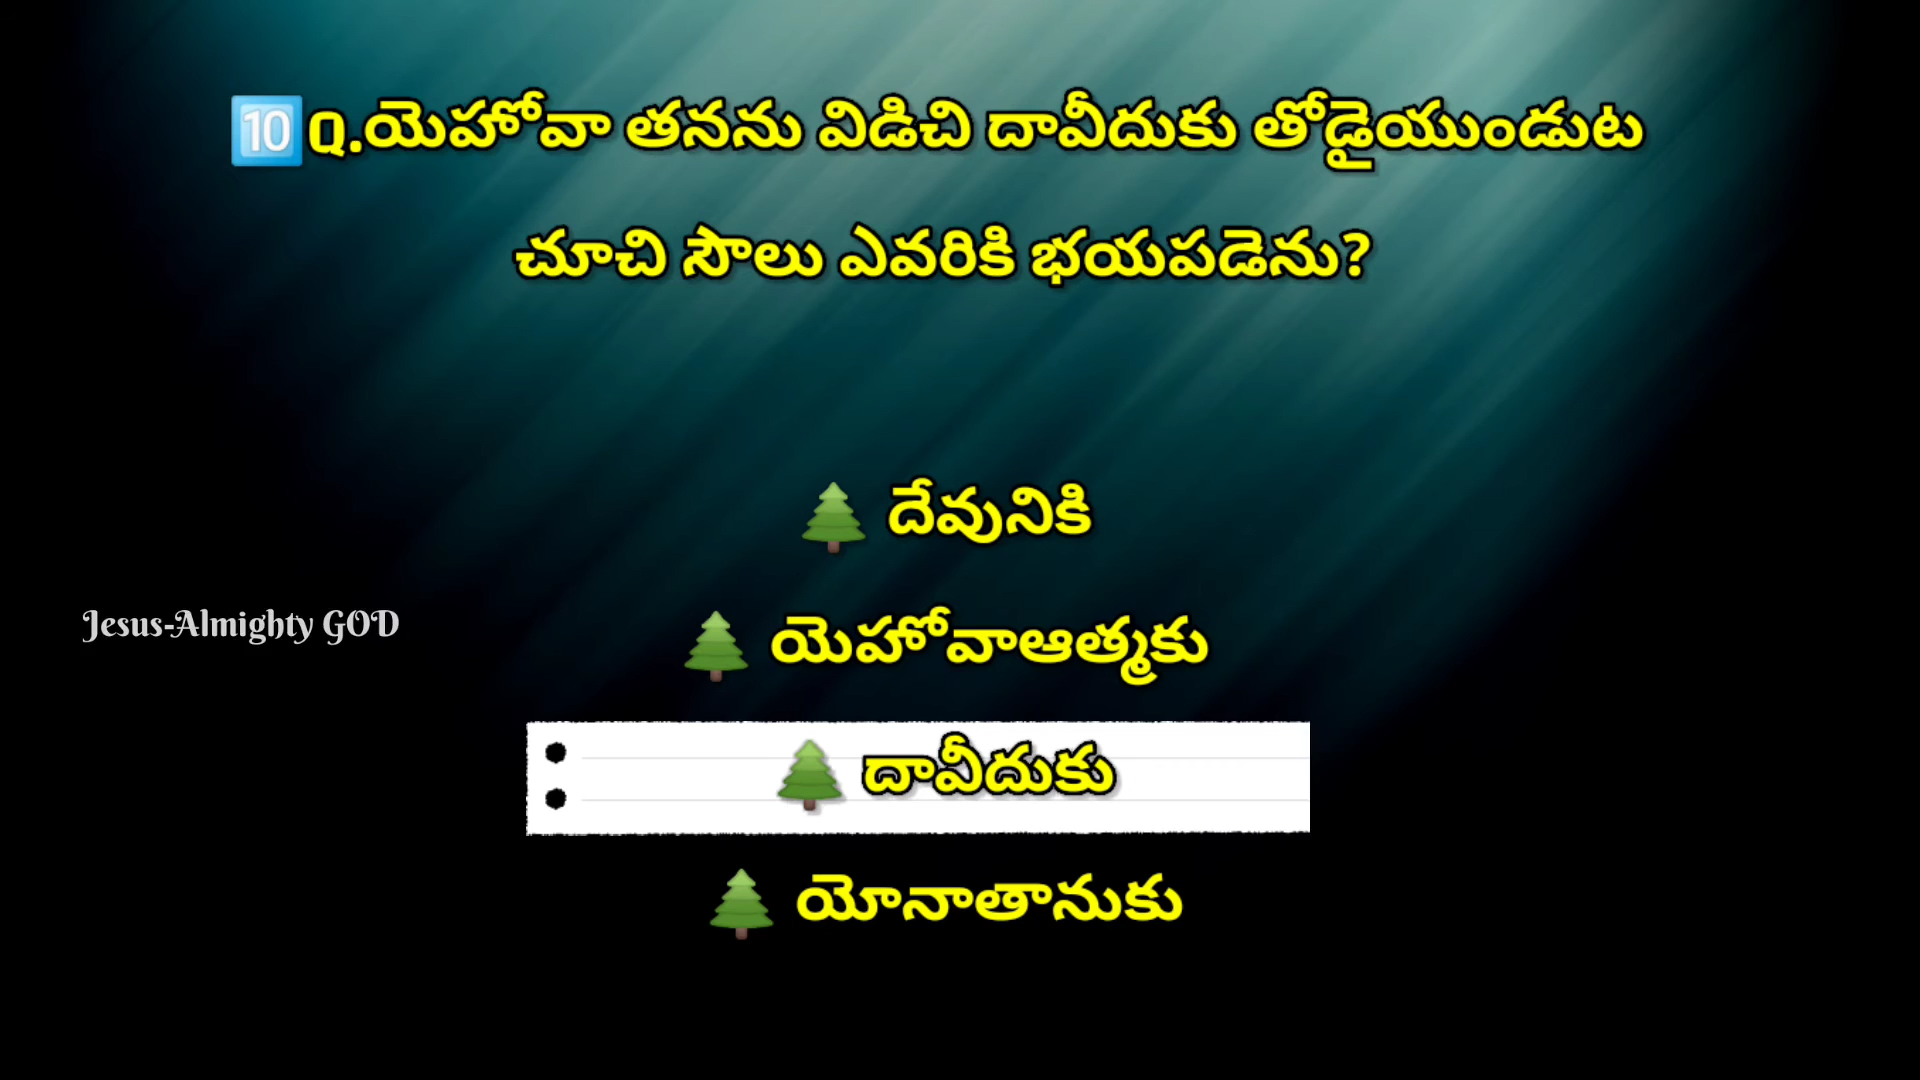 🔟Q.యెహోవా తనను విడిచి దావీదుకు తోడైయుండుట
చూచి సౌలు ఎవరికి భయపడెను?
🌲 దేవునికి
Jesus-Almighty GOD
🌲 యెహోవాఆత్మకు
🌲 దావీదుకు
🌲 యోనాతానుకు